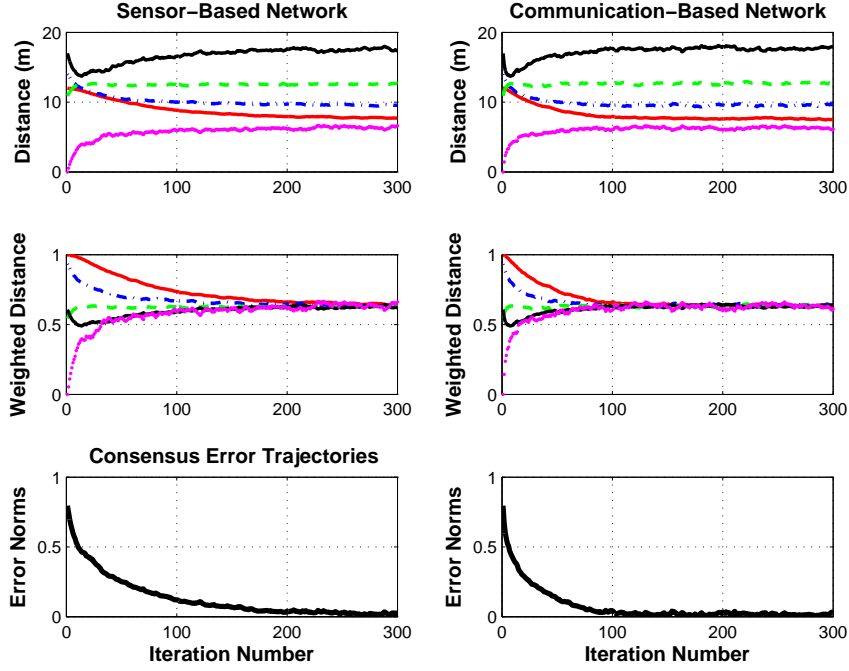 Sensor−Based Network
Communication−Based Network
Distance (m)
20
10
0
0 100 200 300
Distance (m)
20
10
0
0 100 200 300
Weighted Distance
1
0.5
0
0 100 200 300
Weighted Distance
1
0.5
0
0 100 200 300
Consensus Error Trajectories
Error Norms
1
0.5
0
0 100 200 300
Iteration Number
Error Norms
1
0.5
0
0 100 200 300
Iteration Number